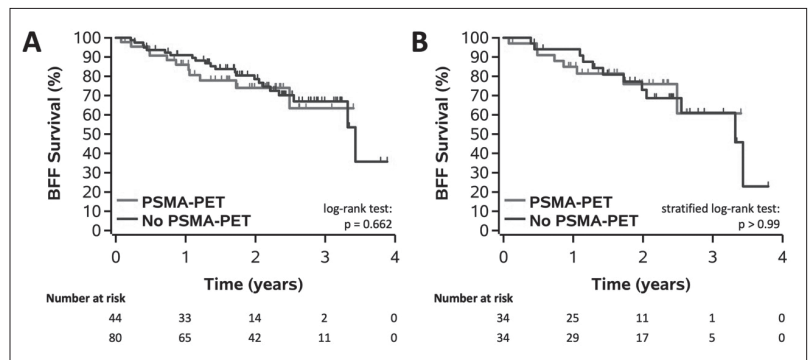 A
BFF Survival (%)
100
90
80
70
60
50
40
30
20
10
0
PSMA-PET
No PSMA-PET
log-rank test:
p = 0.662
0 1 2 3 4
Time (years)
Number at risk
44 33 14 2 0
80 65 42 11 0
B
BFF Survival (%)
100
90
80
70
60
50
40
30
20
10
0
PSMA-PET
No PSMA-PET
stratified log-rank test:
p > 0.99
0 1 2 3 4
Time (years)
Number at risk
34 25 11 1 0
34 29 17 5 0